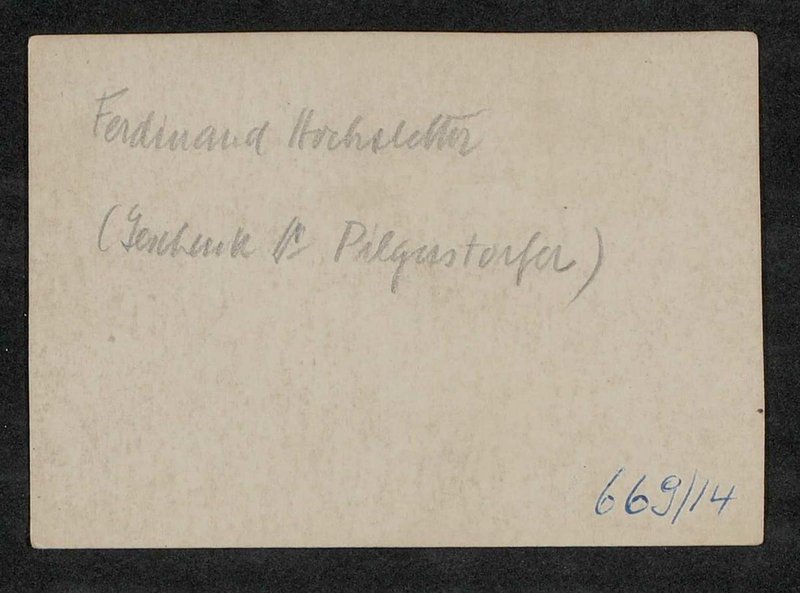 Ferdinand Hochstetter
(Geschenk Pilgerstorfer)
669/14